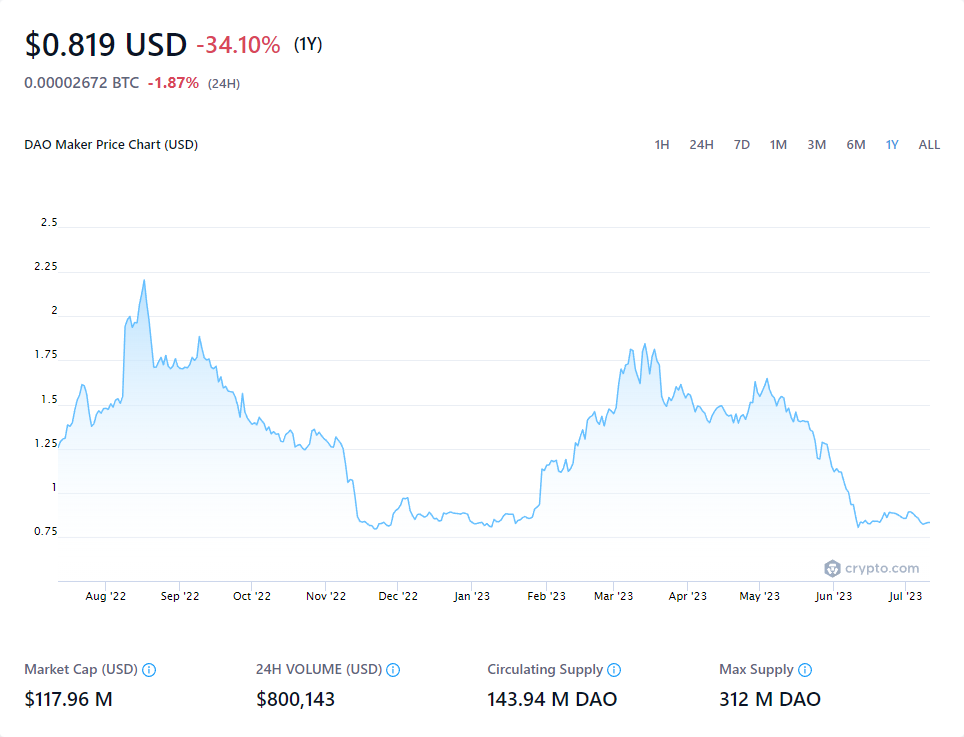 $0.819 USD -34.10% (1Y)
0.00002672 BTC -1.87% (24H)
DAO Maker Price Chart (USD) 1H 24H 7D 1M 3M 6M 1Y ALL
2.5
2.25
2
1.75
1.5
1.25
1
0.75
crypto.com
Aug '22 Sep '22 Oct '22 Nov '22 Dec '22 Jan '23 Feb '23 Mar '23 Apr '23 May '23 Jun '23 Jul '23
Market Cap (USD) 24H VOLUME (USD) Circulating Supply Max Supply
$117.96 M $800,143 143.94 M DAO 312 M DAO